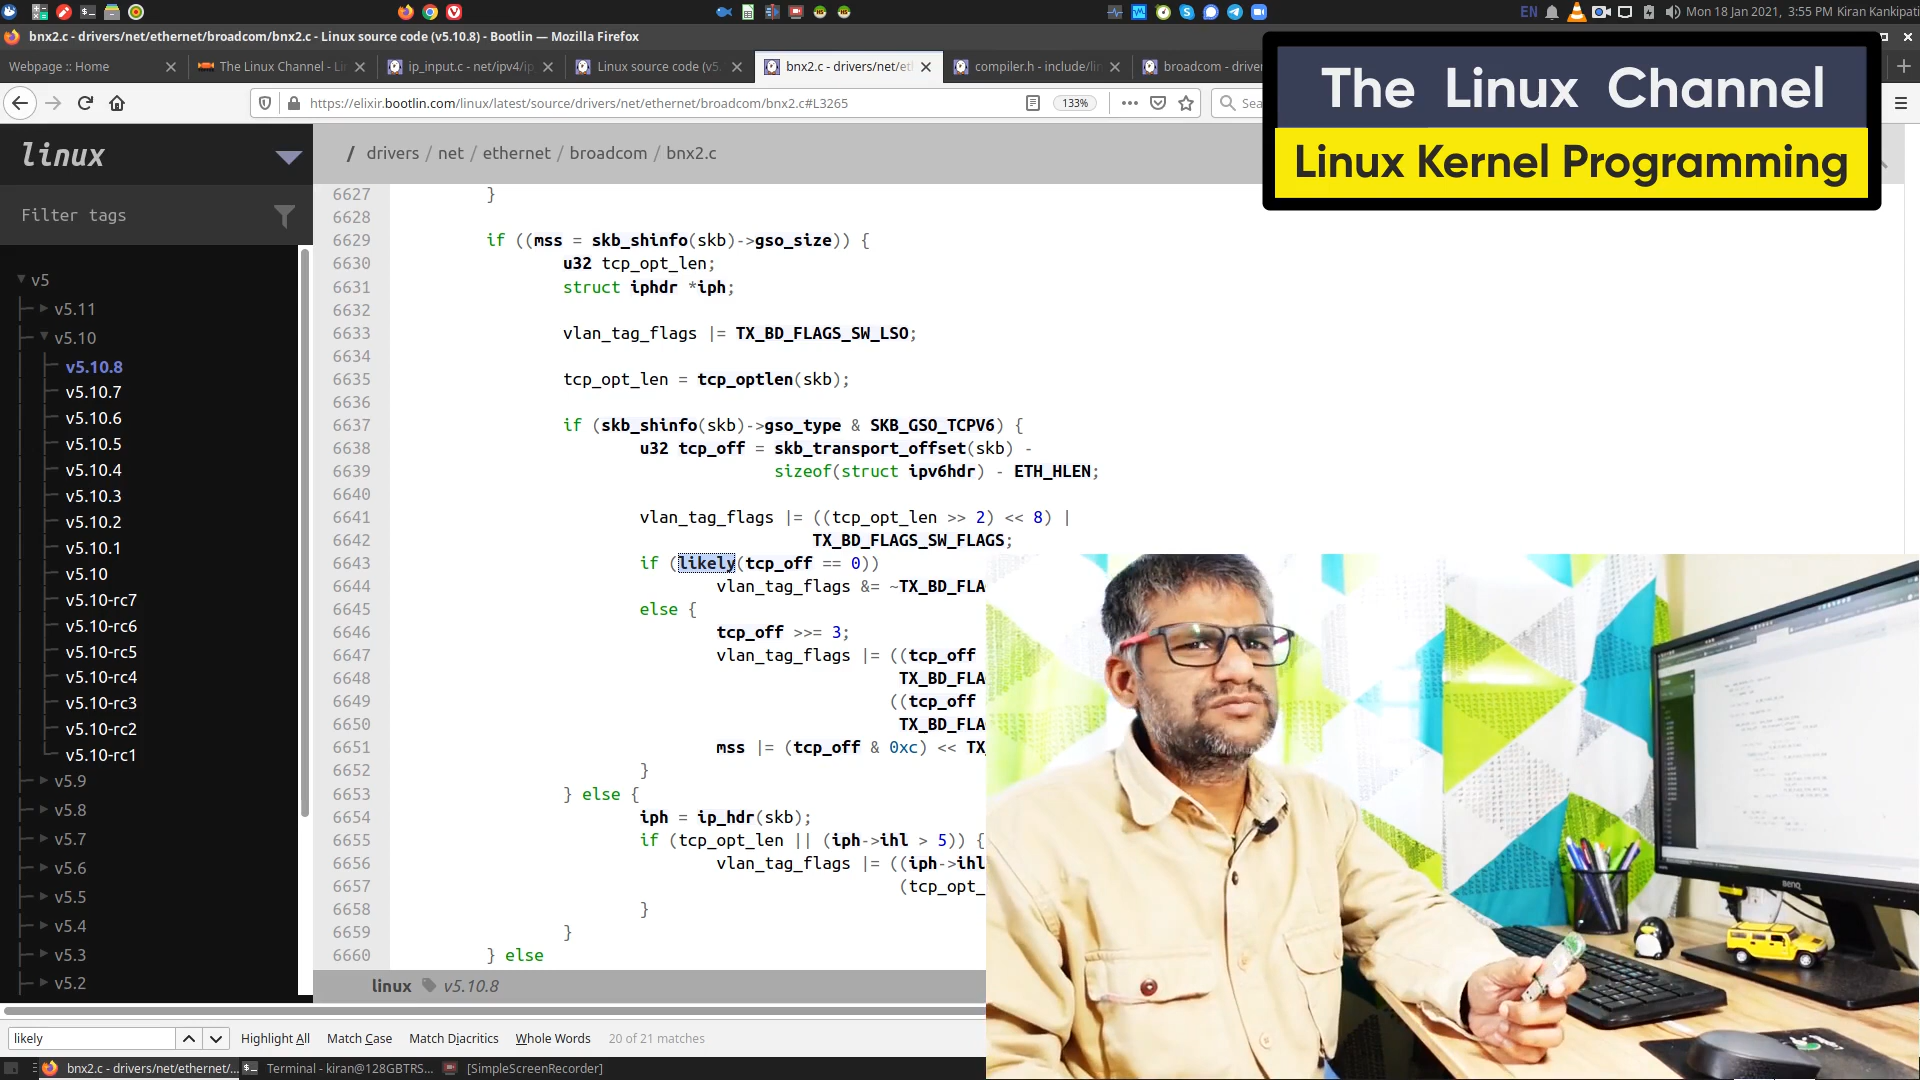 EN Mon 18 Jan 2021, 3:55 PM Kiran Kankipati
bnx2.c - drivers/net/ethernet/broadcom/bnx2.c - Linux source code (v5.10.8) - Bootlin — Mozilla Firefox
Webpage :: Home
The Linux Channel - Li
ip_input.c - net/ipv4/ip
Linux source code (v5.
bnx2.c - drivers/net/et
compiler.h - include/lin
broadcom - drive
https://elixir.bootlin.com/linux/latest/source/drivers/net/ethernet/broadcom/bnx2.c#L3265
133%
Sea
The Linux Channel
Linux Kernel Programming
linux
/ drivers / net / ethernet / broadcom / bnx2.c
Filter tags
v5
v5.11
v5.10
v5.10.8
v5.10.7
v5.10.6
v5.10.5
v5.10.4
v5.10.3
v5.10.2
v5.10.1
v5.10
v5.10-rc7
v5.10-rc6
v5.10-rc5
v5.10-rc4
v5.10-rc3
v5.10-rc2
v5.10-rc1
v5.9
v5.8
v5.7
v5.6
v5.5
v5.4
v5.3
v5.2
6627 }
6628
6629 if ((mss = skb_shinfo(skb)->gso_size)) {
6630 u32 tcp_opt_len;
6631 struct iphdr *iph;
6632
6633 vlan_tag_flags |= TX_BD_FLAGS_SW_LSO;
6634
6635 tcp_opt_len = tcp_optlen(skb);
6636
6637 if (skb_shinfo(skb)->gso_type & SKB_GSO_TCPV6) {
6638 u32 tcp_off = skb_transport_offset(skb) -
6639 sizeof(struct ipv6hdr) - ETH_HLEN;
6640
6641 vlan_tag_flags |= ((tcp_opt_len >> 2) << 8) |
6642 TX_BD_FLAGS_SW_FLAGS;
6643 if (likely(tcp_off == 0))
6644 vlan_tag_flags &= ~TX_BD_FLA
6645 else {
6646 tcp_off >>= 3;
6647 vlan_tag_flags |= ((tcp_off
6648 TX_BD_FLA
6649 ((tcp_off
6650 TX_BD_FLA
6651 mss |= (tcp_off & 0xc) << TX_
6652 }
6653 } else {
6654 iph = ip_hdr(skb);
6655 if (tcp_opt_len || (iph->ihl > 5)) {
6656 vlan_tag_flags |= ((iph->ihl
6657 (tcp_opt_
6658 }
6659 }
6660 } else
linux v5.10.8
likely
Highlight All Match Case Match Diacritics Whole Words 20 of 21 matches
bnx2.c - drivers/net/ethernet/...
Terminal - kiran@128GBTRS...
[SimpleScreenRecorder]
BenQ